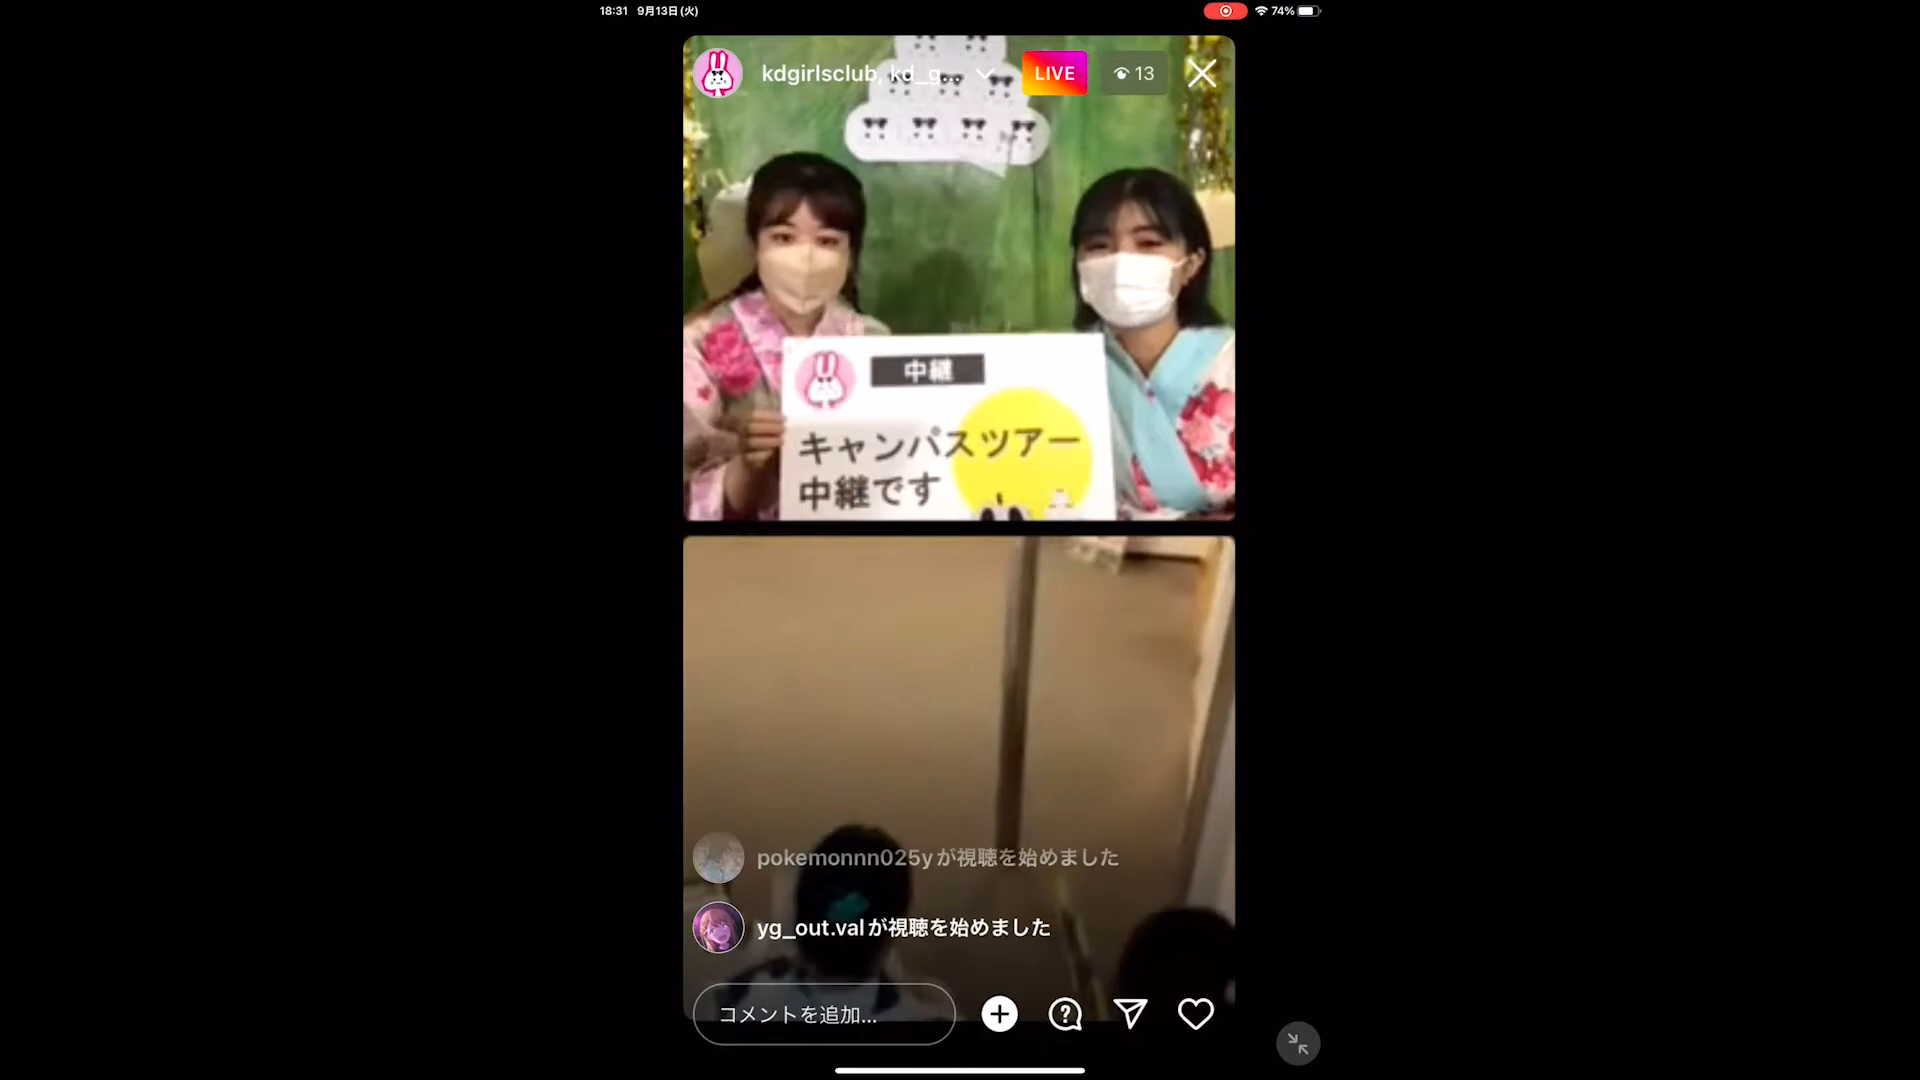 18:31 9月13日(火)
74%
kdgirlsclub, kd_g...
LIVE
13
中継
キャンパスツアー
中継です
pokemonnn025yが視聴を始めました
yg_out.valが視聴を始めました
コメントを追加...